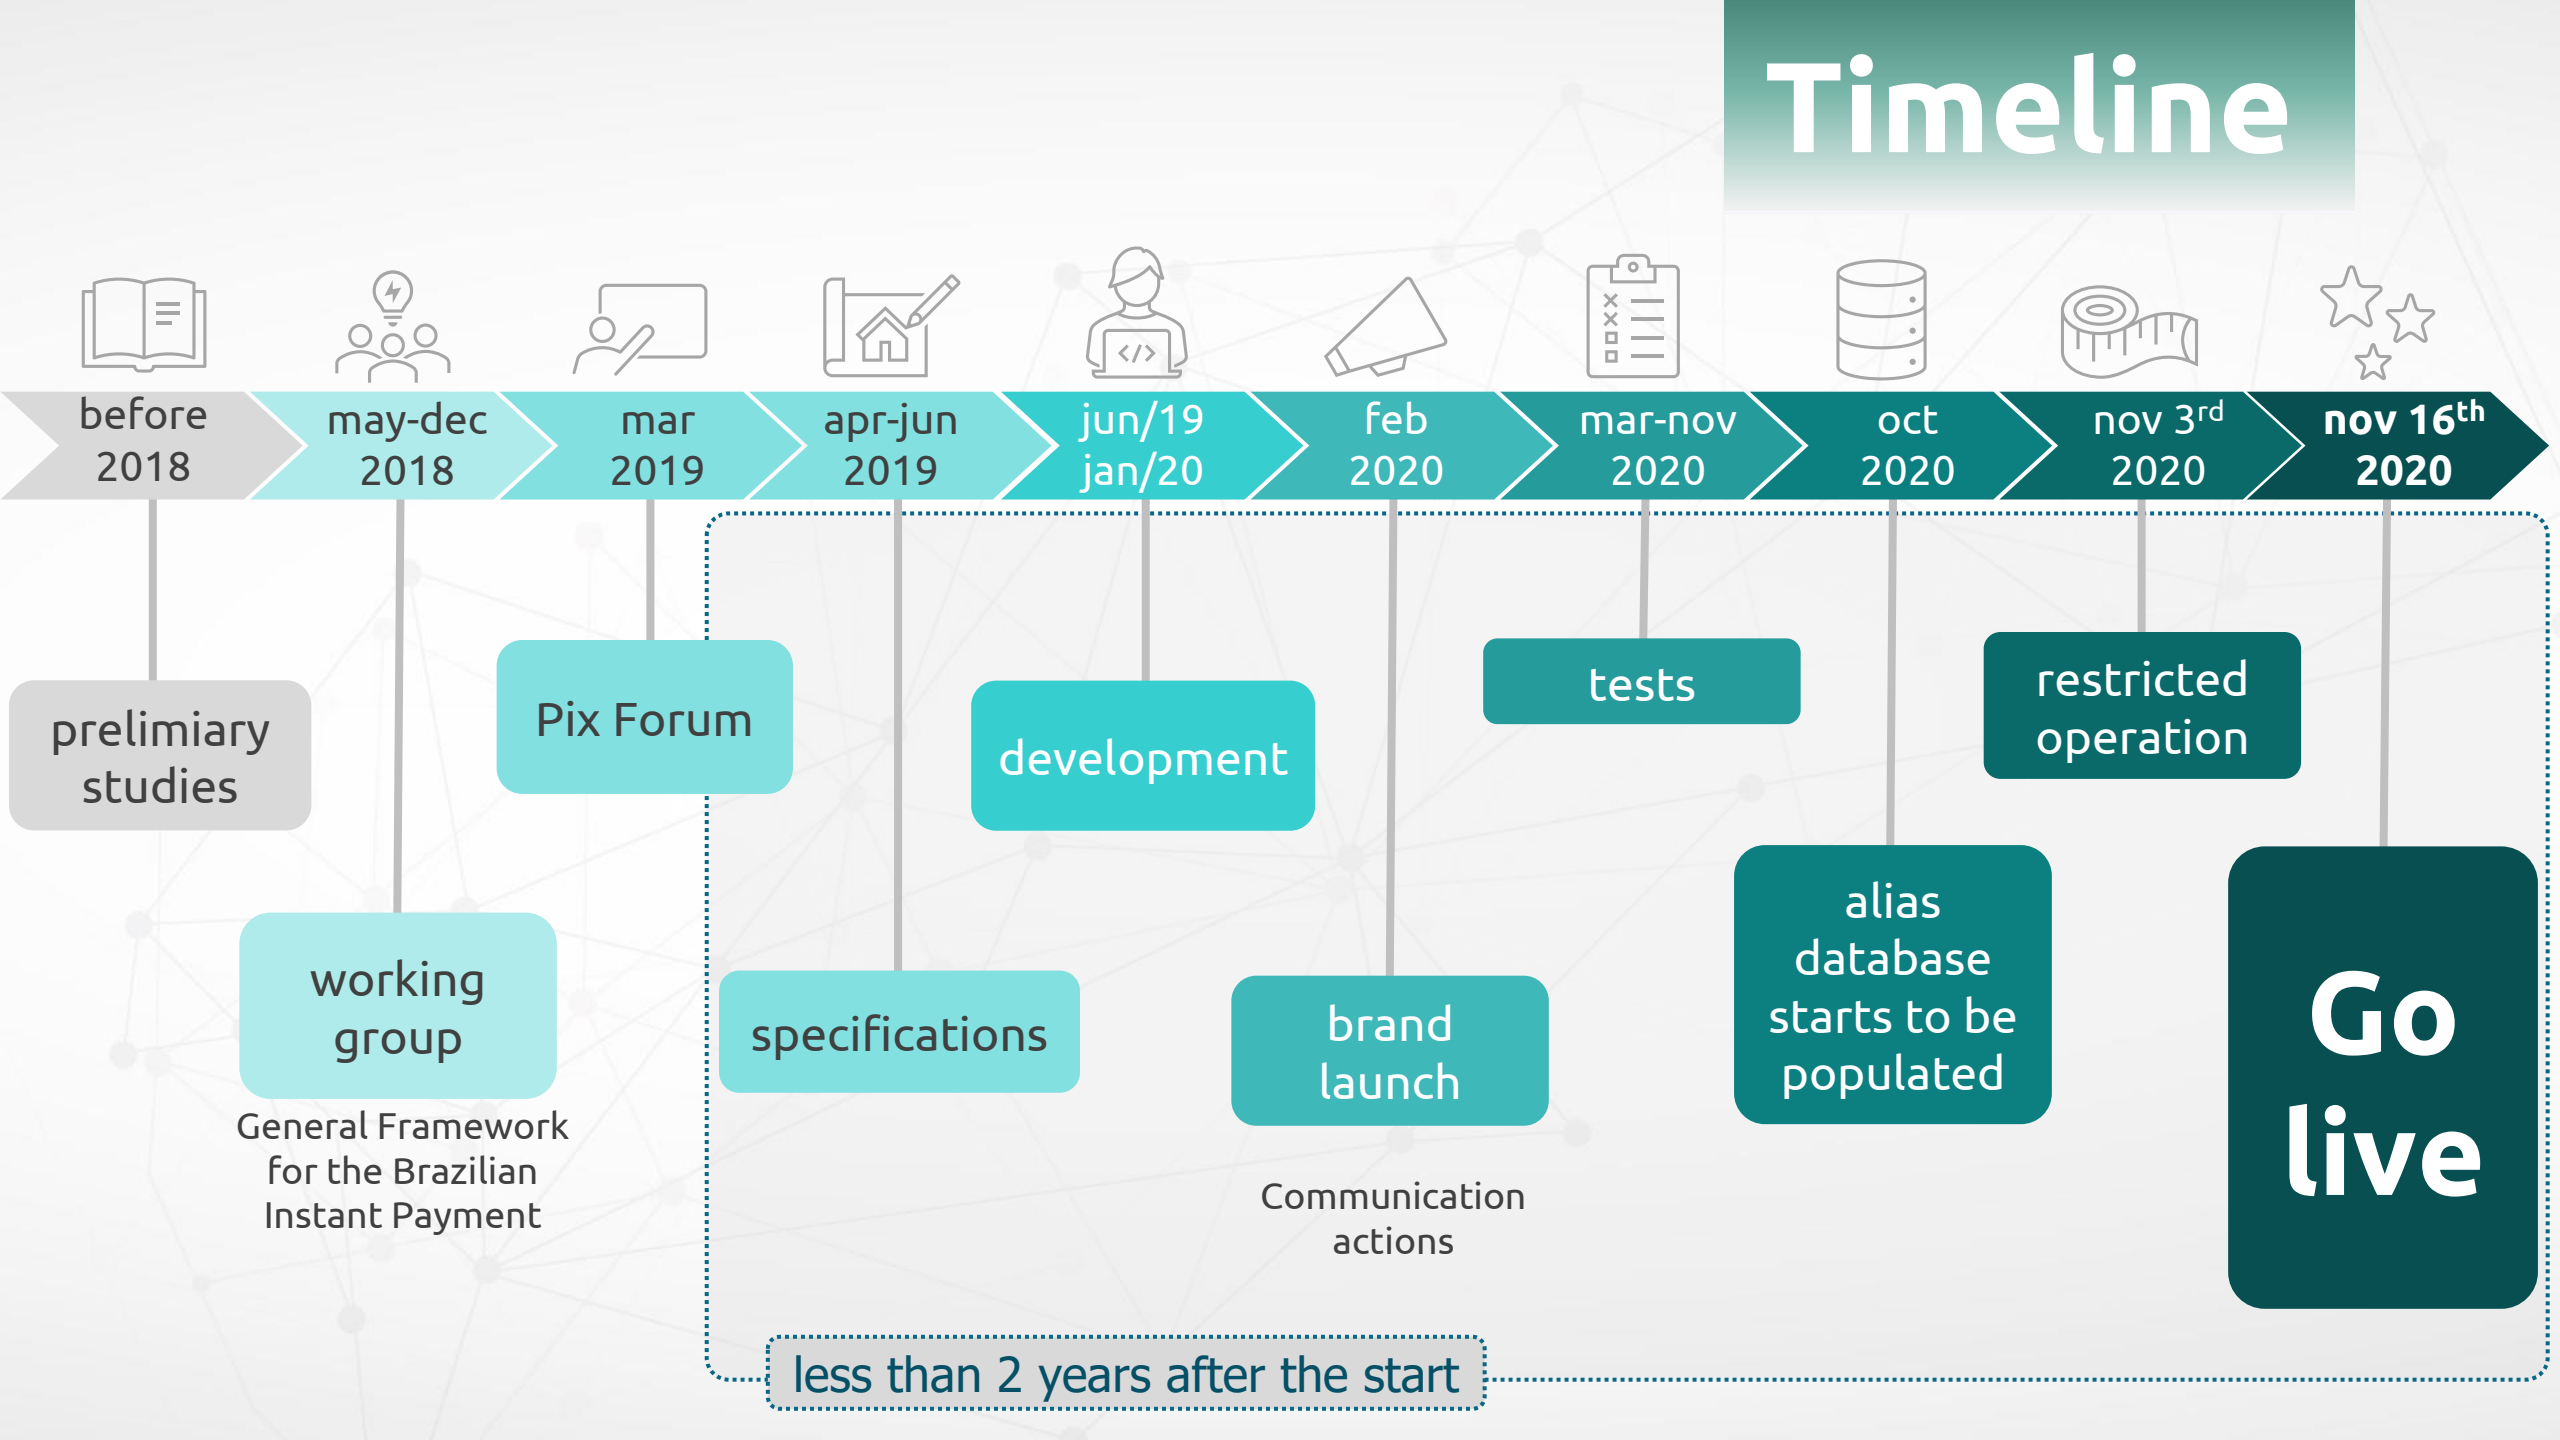 Timeline
before
2018
may-dec
2018
mar
2019
apr-jun
2019
jun/19
jan/20
feb
2020
mar-nov
2020
oct
2020
nov 3rd
2020
nov 16th
2020
prelimiary
studies
working
group
General Framework
for the Brazilian
Instant Payment
Pix Forum
specifications
</>
development
brand
launch
Communication
actions
tests
alias
database
starts to be
populated
restricted
operation
Go
live
less than 2 years after the start